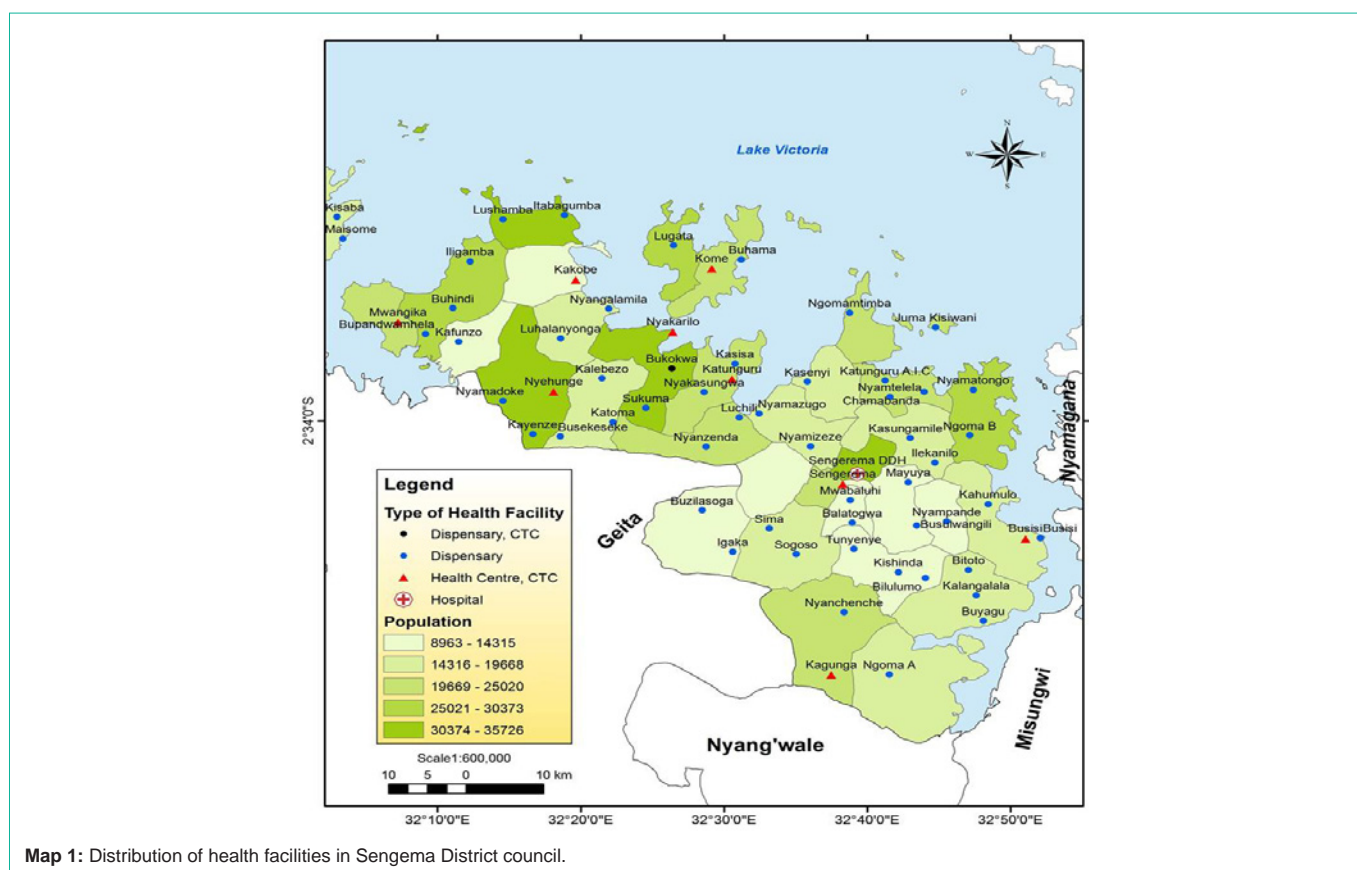 Lake Victoria
N
W
E
S
Kisaba
Maisome
Lushamba
Itabagumba
Iligamba
Lugata
Buhama
Kome
Kakobe
Buhindi
Nyangalamila
Ngomamtimba
Mwangika
Bupandwamhela
Kafunzo
Luhalanyonga
Nyakarilo
Juma Kisiwani
Bukokwa
Kasisa
Katunguru
Kalebezo
Nyakasungwa
Kasenyi
Katunguru A.I.C
Nyamtelela
Nyamatongo
Chamabanda
Nyehunge
Nyamadoke
Sukuma
Luchili
Nyamazugo
Katoma
Kayenze
Busekeseke
Nyanzenda
Nyamizeze
Kasungamile
Ngoma B
Ilekanilo
Sengerema DDH
Sengerema
Mayuya
Mwabaluhi
Buzilasoga
Kahumulo
Nyampande
Balatogwa
Busulwangili
Sima
Busisi
Busisi
Igaka
Sogoso
Tunyenye
Kishinda
Bitoto
Bilulumo
Kalangalala
Nyanchenche
Buyagu
Kagunga
Ngoma A
Geita
Nyamagana
Misungwi
Nyang'wale
2°34'0"S
Legend
Type of Health Facility
Dispensary, CTC
Dispensary
Health Centre, CTC
Hospital
Population
8963 - 14315
14316 - 19668
19669 - 25020
25021 - 30373
30374 - 35726
Scale1:600,000
10 5 0 10 km
32°10'0"E 32°20'0"E 32°30'0"E 32°40'0"E 32°50'0"E
Map 1: Distribution of health facilities in Sengema District council.